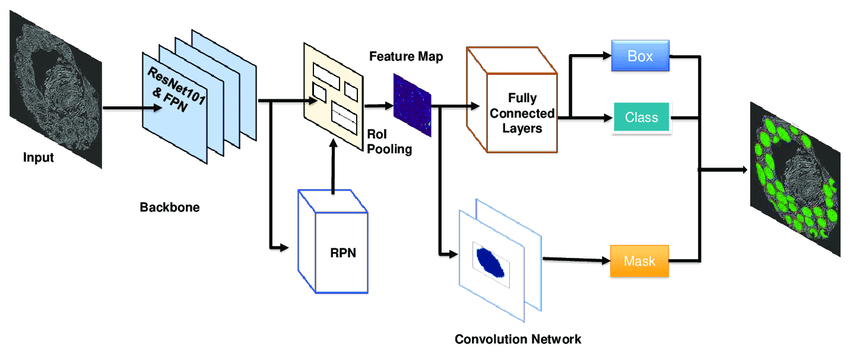 Input
ResNet101
& FPN
Backbone
RoI
Pooling
RPN
Feature Map
Fully
Connected
Layers
Convolution Network
Box
Class
Mask